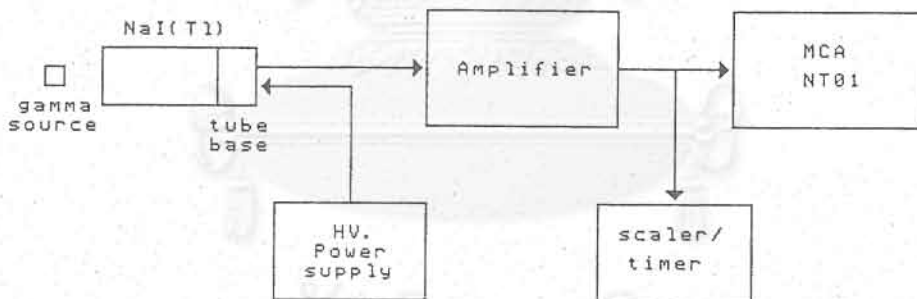 NaI(Tl)
gamma
source
tube
base
HV.
Power
supply
Amplifier
scaler/
timer
MCA
NT01